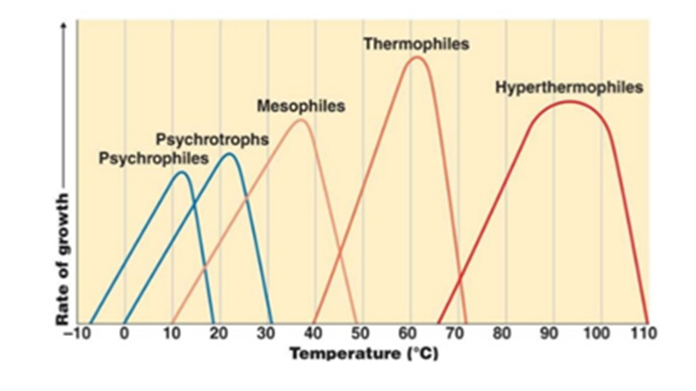 Thermophiles
Hyperthermophiles
Mesophiles
Psychrotrophs
Psychrophiles
Rate of growth
–10 0 10 20 30 40 50 60 70 80 90 100 110
Temperature (°C)